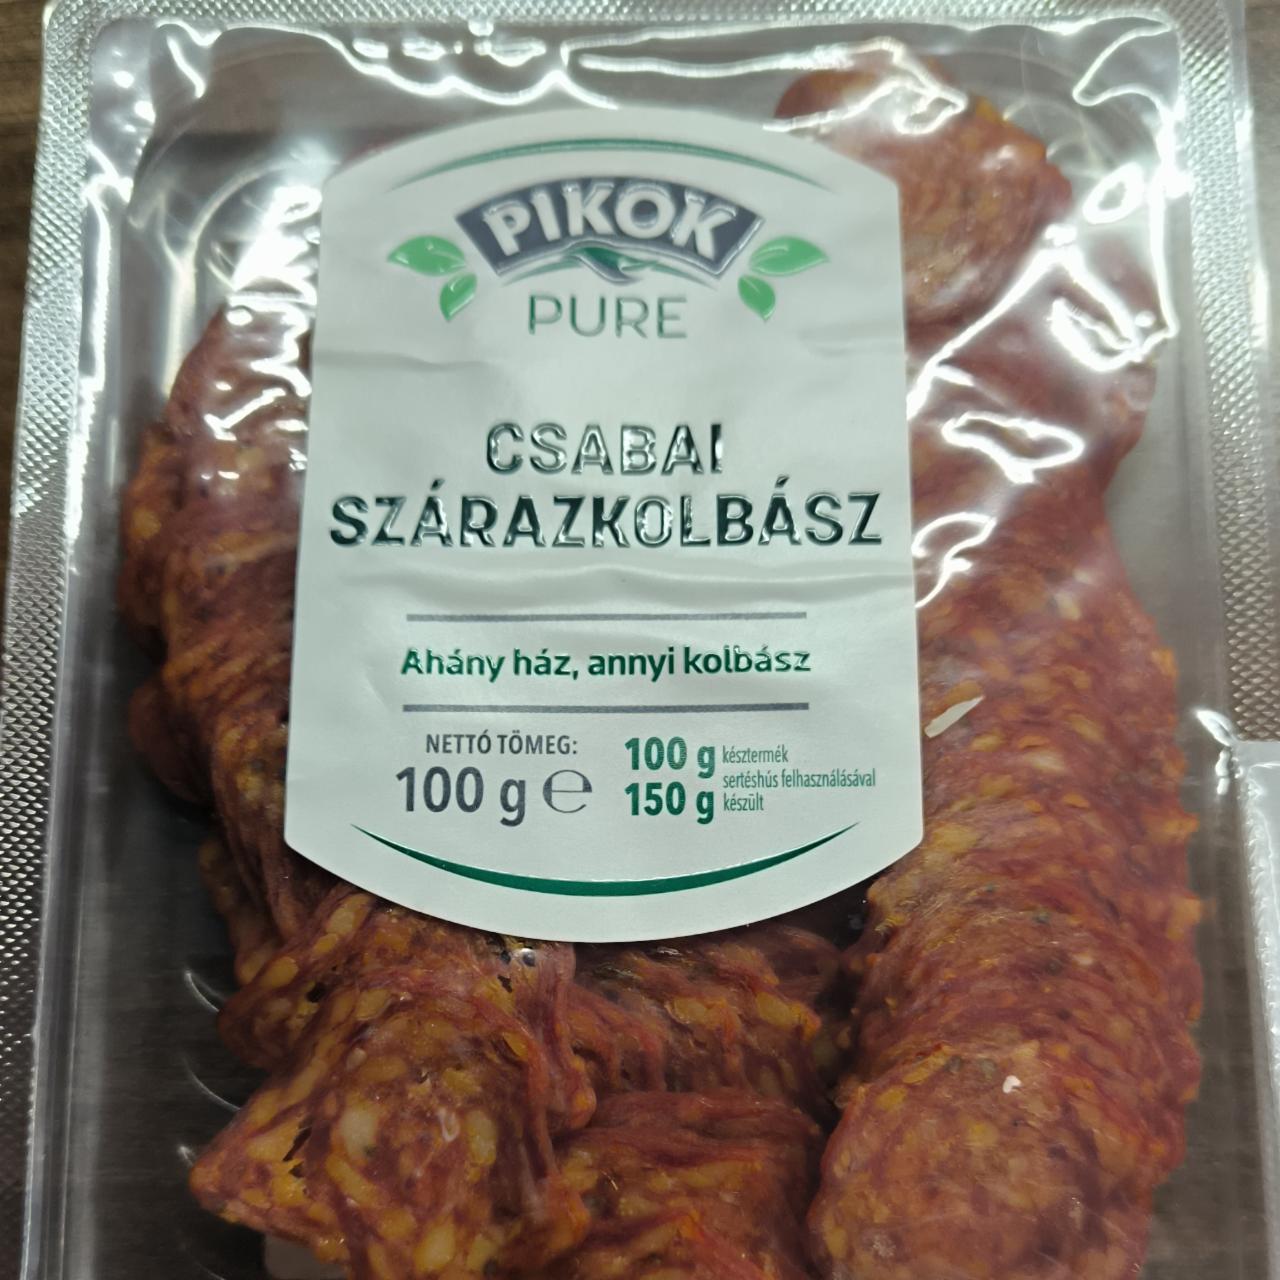 PIKOK
PURE
CSABAI
SZÁRAZKOLBÁSZ
Ahány ház, annyi kolbász
NETTÓ TÖMEG:
100 g ℮
100 g késztermék
150 g sertéshús felhasználásával
készült